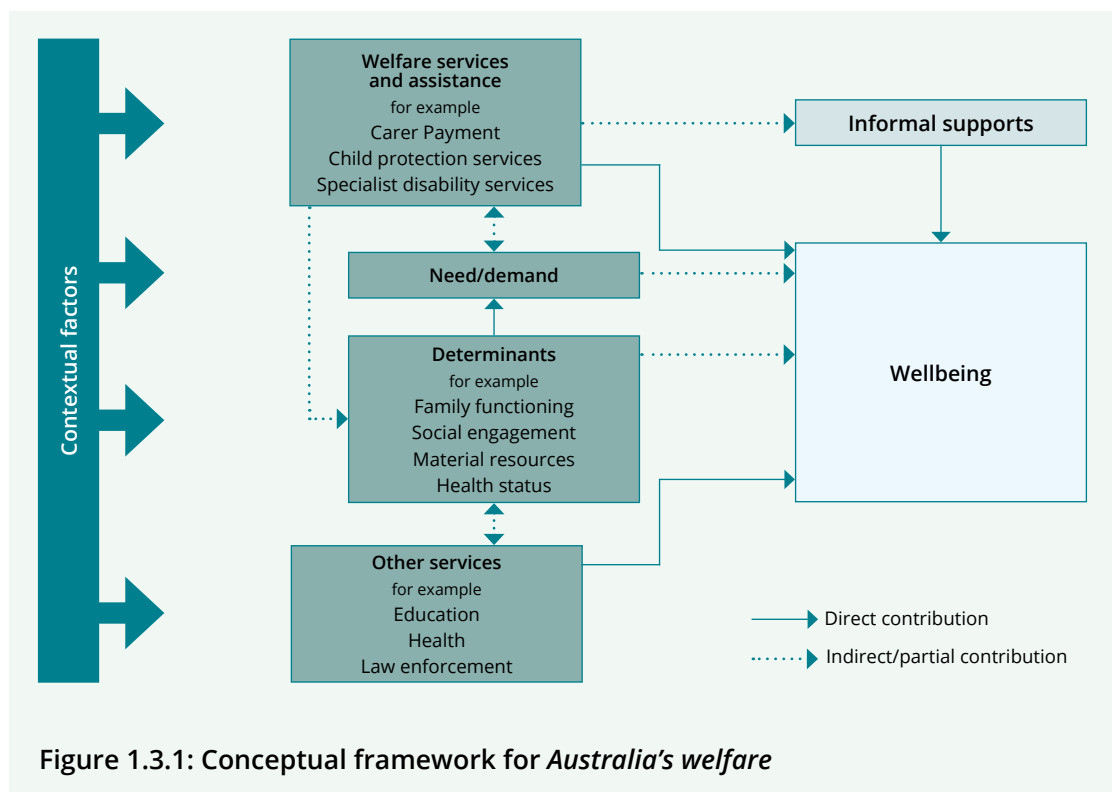 Contextual factors
Welfare services
and assistance
for example
Carer Payment
Child protection services
Specialist disability services
Informal supports
Need/demand
Determinants
for example
Family functioning
Social engagement
Material resources
Health status
Wellbeing
Other services
for example
Education
Health
Law enforcement
Direct contribution
Indirect/partial contribution
Figure 1.3.1: Conceptual framework for Australia’s welfare